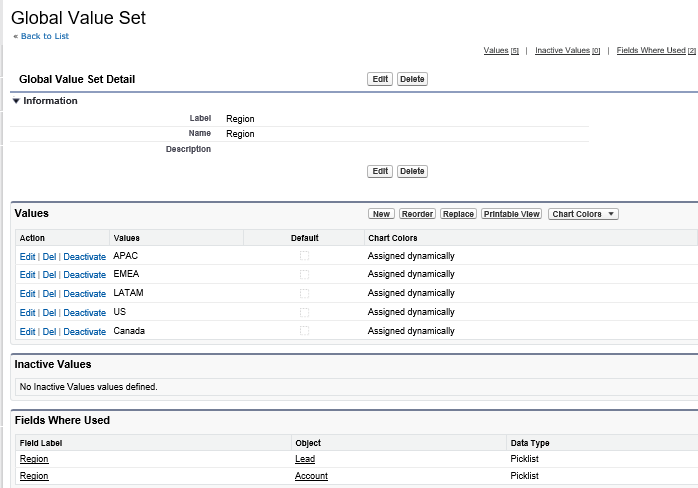 Global Value Set
« Back to List
Values [5] | Inactive Values [0] | Fields Where Used [2]
Global Value Set Detail Edit Delete
▼ Information
Label Region
Name Region
Description
Edit Delete
Values New Reorder Replace Printable View Chart Colors ▼
Action Values Default Chart Colors
Edit | Del | Deactivate APAC Assigned dynamically
Edit | Del | Deactivate EMEA Assigned dynamically
Edit | Del | Deactivate LATAM Assigned dynamically
Edit | Del | Deactivate US Assigned dynamically
Edit | Del | Deactivate Canada Assigned dynamically
Inactive Values
No Inactive Values values defined.
Fields Where Used
Field Label Object Data Type
Region Lead Picklist
Region Account Picklist